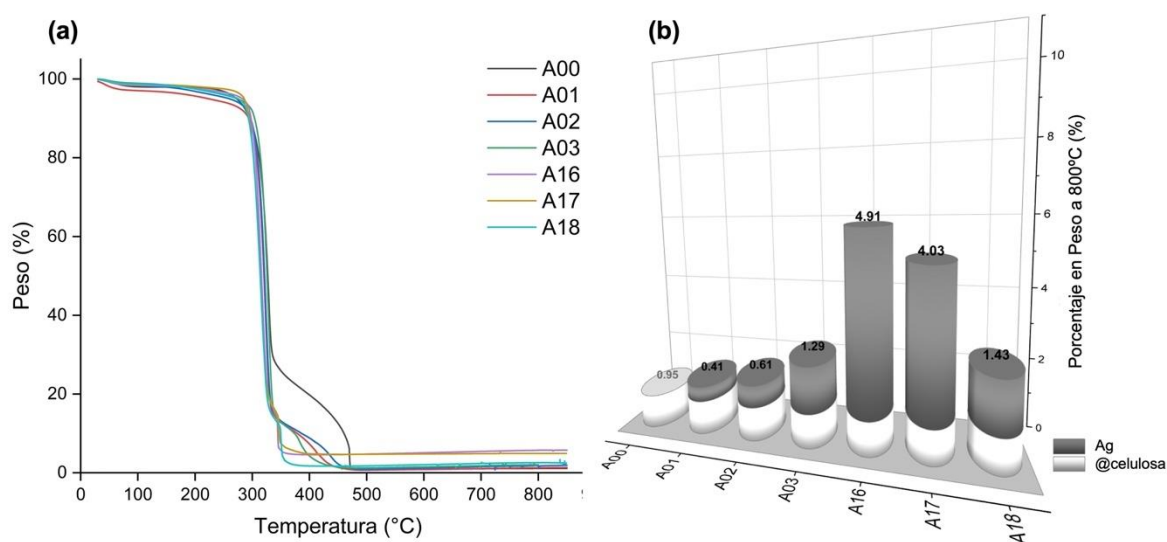 (a)
100
80
60
40
20
0
Peso (%)
0 100 200 300 400 500 600 700 800
Temperatura (°C)
A00
A01
A02
A03
A16
A17
A18
(b)
10
8
6
4
2
0
Porcentaje en Peso a 800ºC (%)
0.95
0.41
0.61
1.29
4.91
4.03
1.43
A00
A01
A02
A03
A16
A17
A18
Ag
@celulosa